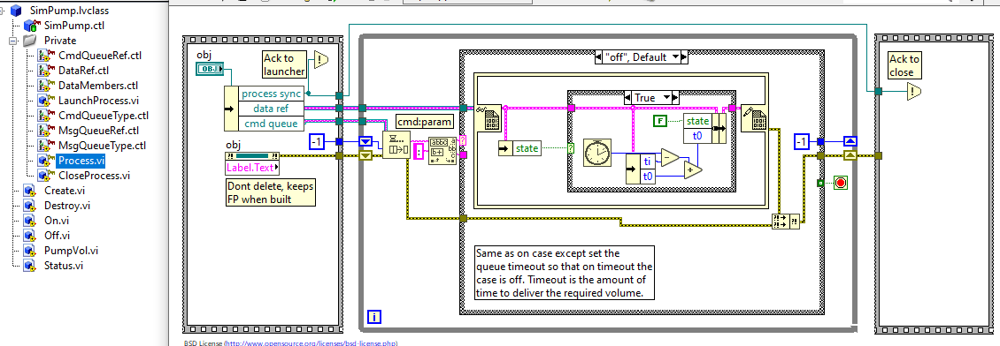 SimPump.lvclass
SimPump.ctl
Private
CmdQueueRef.ctl
DataRef.ctl
DataMembers.ctl
LaunchProcess.vi
CmdQueueType.ctl
MsgQueueRef.ctl
MsgQueueType.ctl
Process.vi
CloseProcess.vi
Create.vi
Destroy.vi
On.vi
Off.vi
PumpVol.vi
Status.vi
obj
OBJ
Ack to
launcher
process sync
data ref
cmd queue
obj
Label.Text
Dont delete, keeps
FP when built
-1
cmd:param
:
"off", Default
True
state
F
state
t0
ti
t0
Same as on case except set the
queue timeout so that on timeout the
case is off. Timeout is the amount of
time to deliver the required volume.
-1
i
Ack to
close
BSD License (http://www.opensource.org/licenses/bsd-license.php)